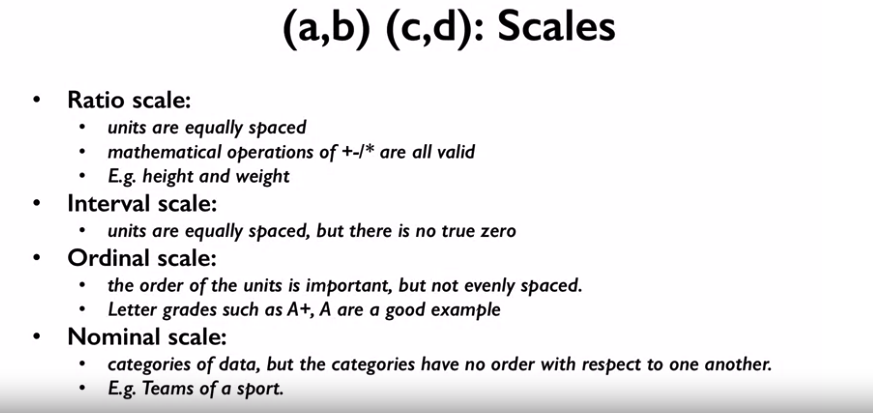 (a,b) (c,d): Scales
• Ratio scale:
• units are equally spaced
• mathematical operations of +-/* are all valid
• E.g. height and weight
• Interval scale:
• units are equally spaced, but there is no true zero
• Ordinal scale:
• the order of the units is important, but not evenly spaced.
• Letter grades such as A+, A are a good example
• Nominal scale:
• categories of data, but the categories have no order with respect to one another.
• E.g. Teams of a sport.